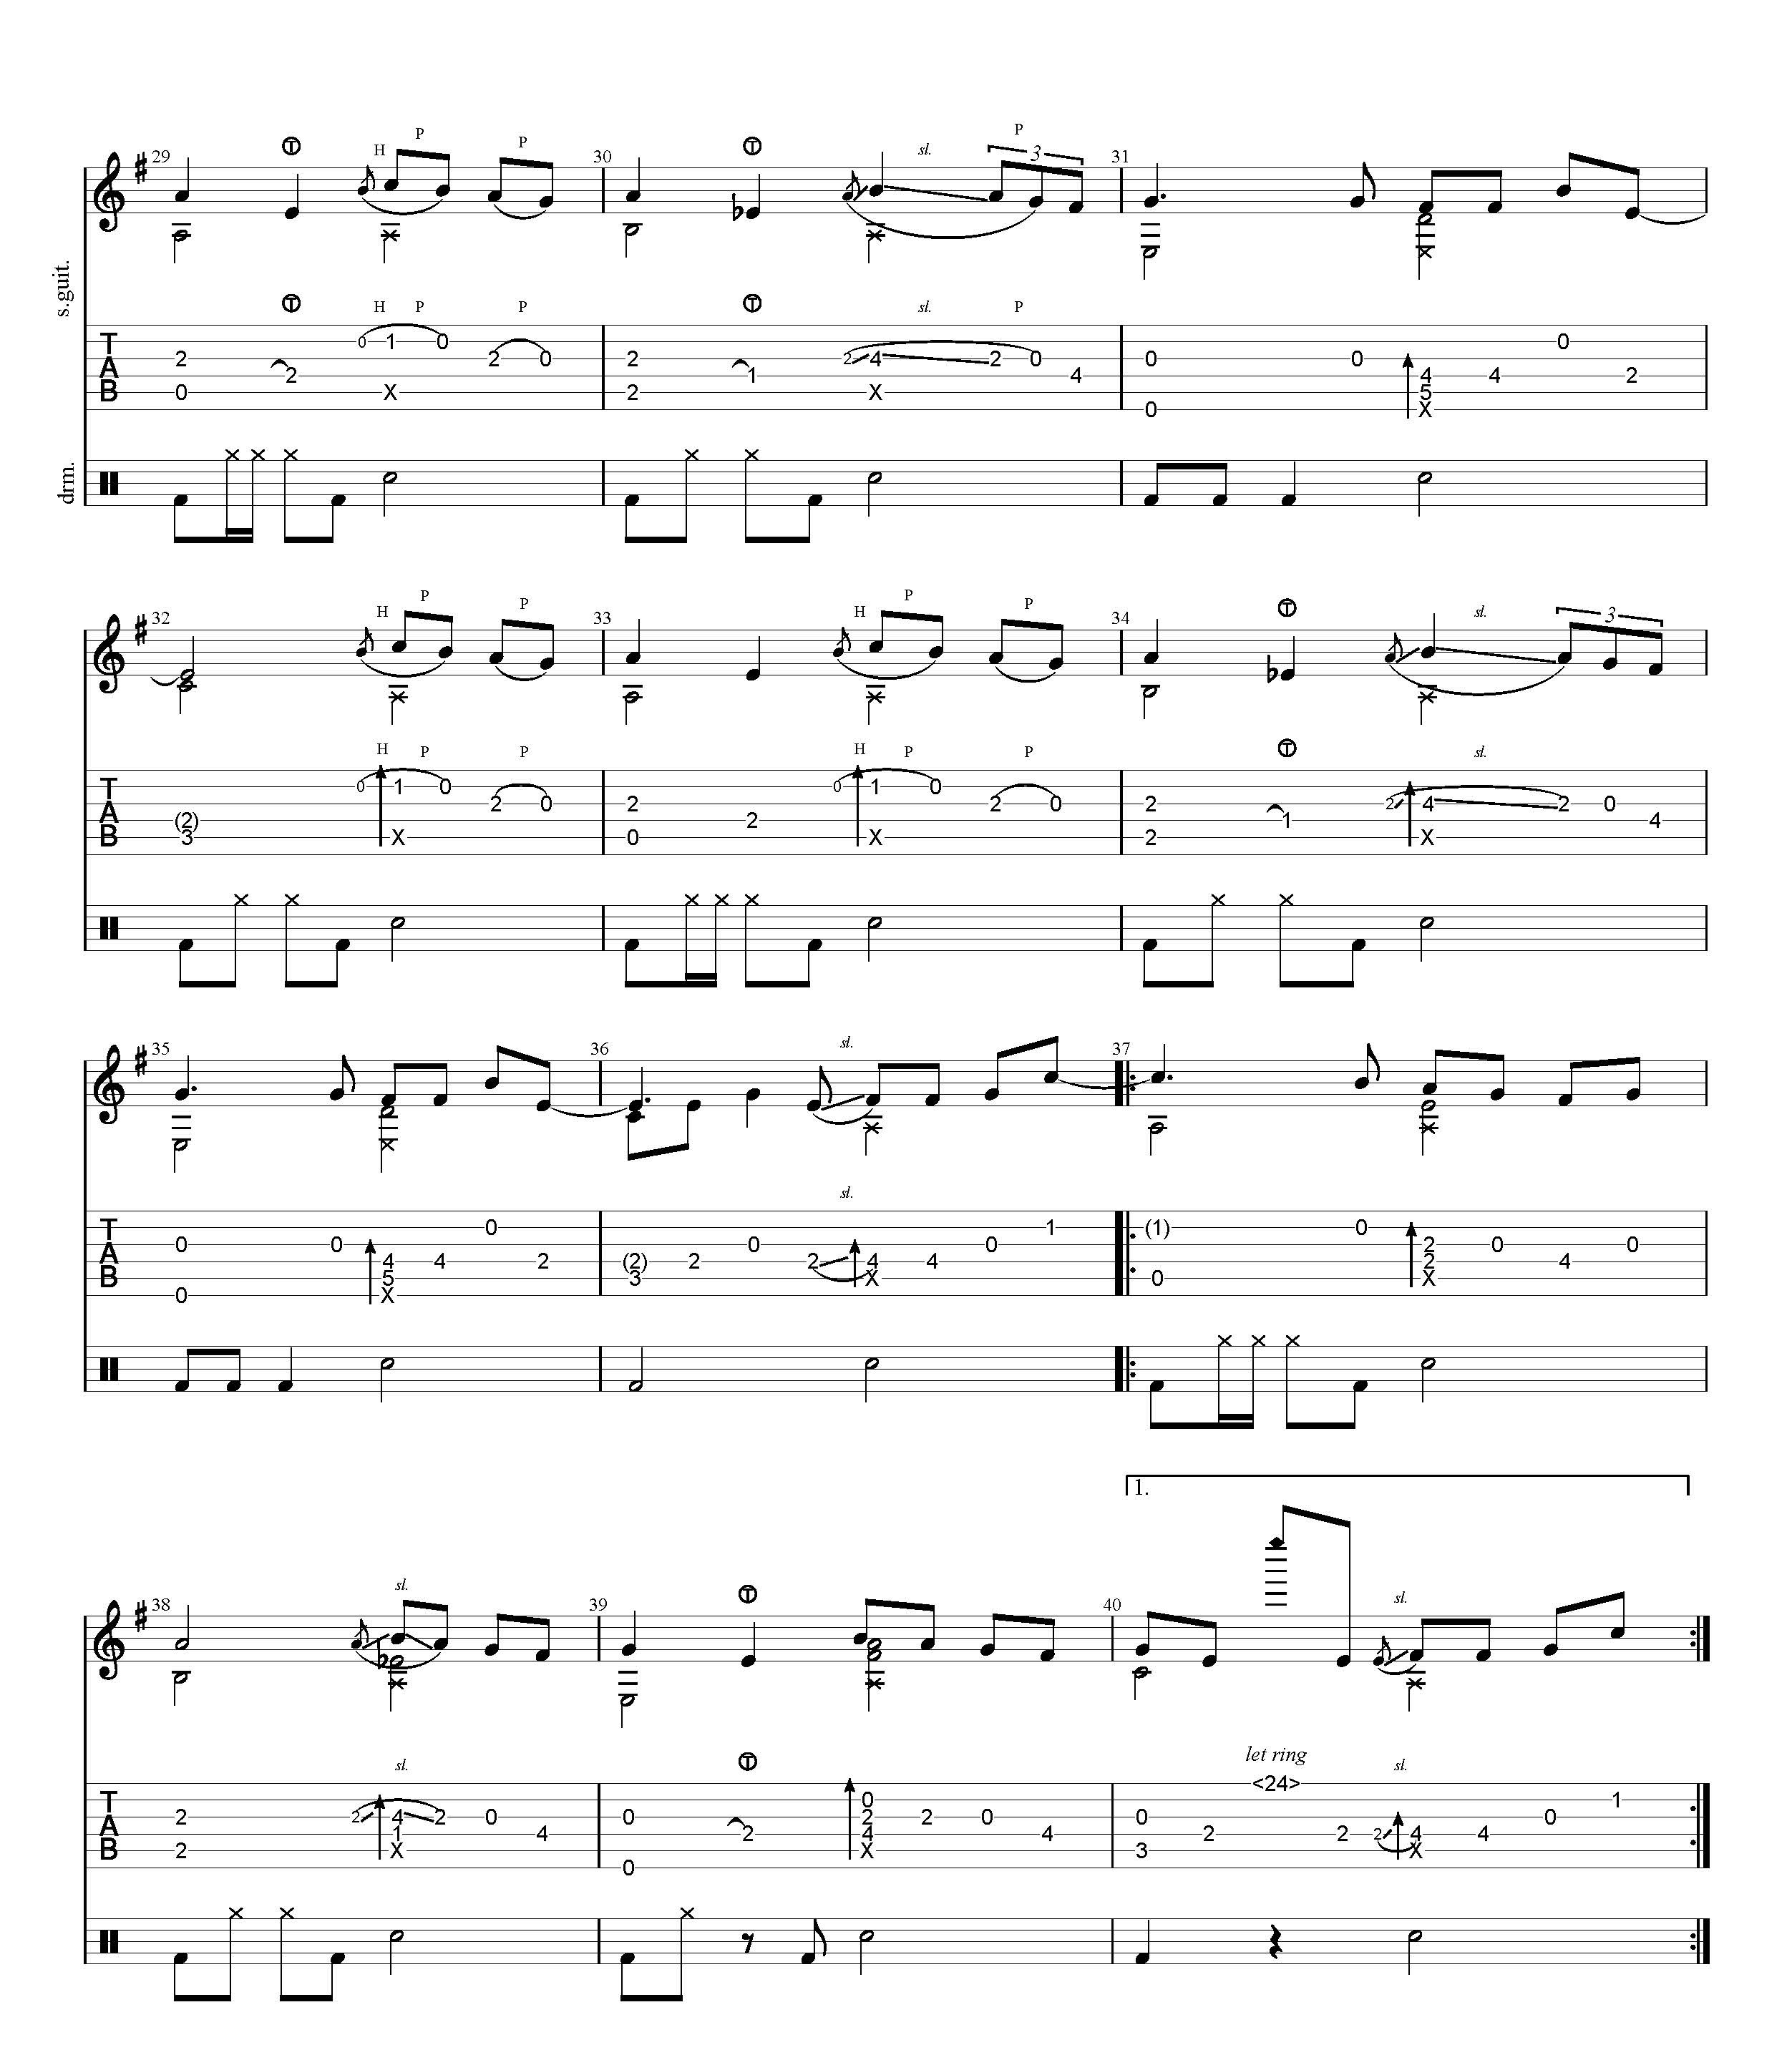 29 Ⓣ H P P 30 Ⓣ sl. P 3 31
s.guit.
Ⓣ H P P Ⓣ sl. P
T A B
2 0 2 0 1 X 0 2 0 2 2 1 2 4 X 2 0 4 0 0 0 4 5 X 4 0 2
drm.
32 H P P 33 H P P 34 Ⓣ sl. 3
H P P H P P Ⓣ sl.
T A B
(2) 3 0 1 X 0 2 0 2 0 2 0 1 X 0 2 0 2 2 1 2 4 X 2 0 4
35 36 sl. 37
sl.
T A B
0 0 0 4 5 X 4 0 2 (2) 3 2 0 2 4 X 4 0 1 (1) 0 0 2 2 X 0 4 0
1.
38 sl. 39 Ⓣ 40 sl.
sl. Ⓣ let ring sl.
T A B
2 2 2 4 1 X 2 0 4 0 0 2 0 2 4 X 2 0 4 0 3 2 <24> 2 2 4 X 4 0 1